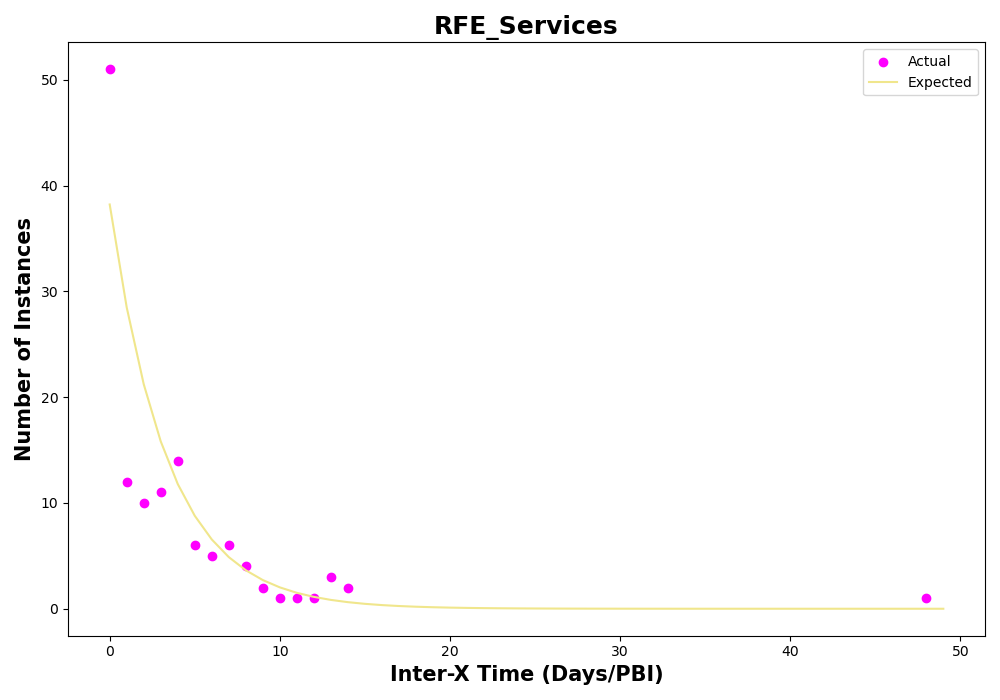 RFE_Services
Actual
Expected
Number of Instances
50
40
30
20
10
0
0 10 20 30 40 50
Inter-X Time (Days/PBI)